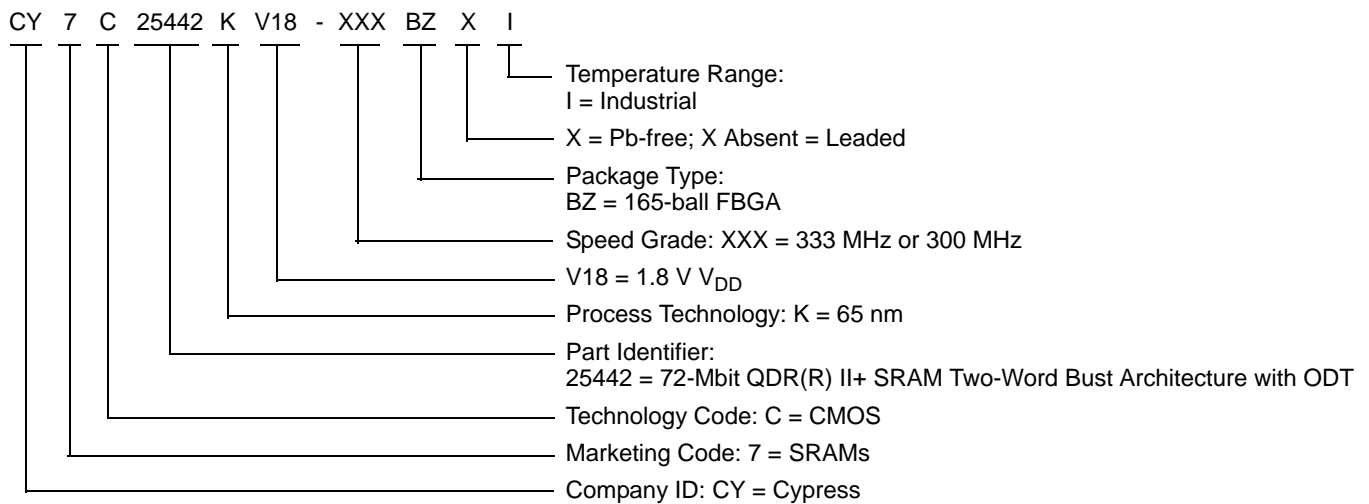 CY 7 C 25442 K V18 - XXX BZ X I
Temperature Range:
I = Industrial
X = Pb-free; X Absent = Leaded
Package Type:
BZ = 165-ball FBGA
Speed Grade: XXX = 333 MHz or 300 MHz
V18 = 1.8 V VDD
Process Technology: K = 65 nm
Part Identifier:
25442 = 72-Mbit QDR(R) II+ SRAM Two-Word Bust Architecture with ODT
Technology Code: C = CMOS
Marketing Code: 7 = SRAMs
Company ID: CY = Cypress